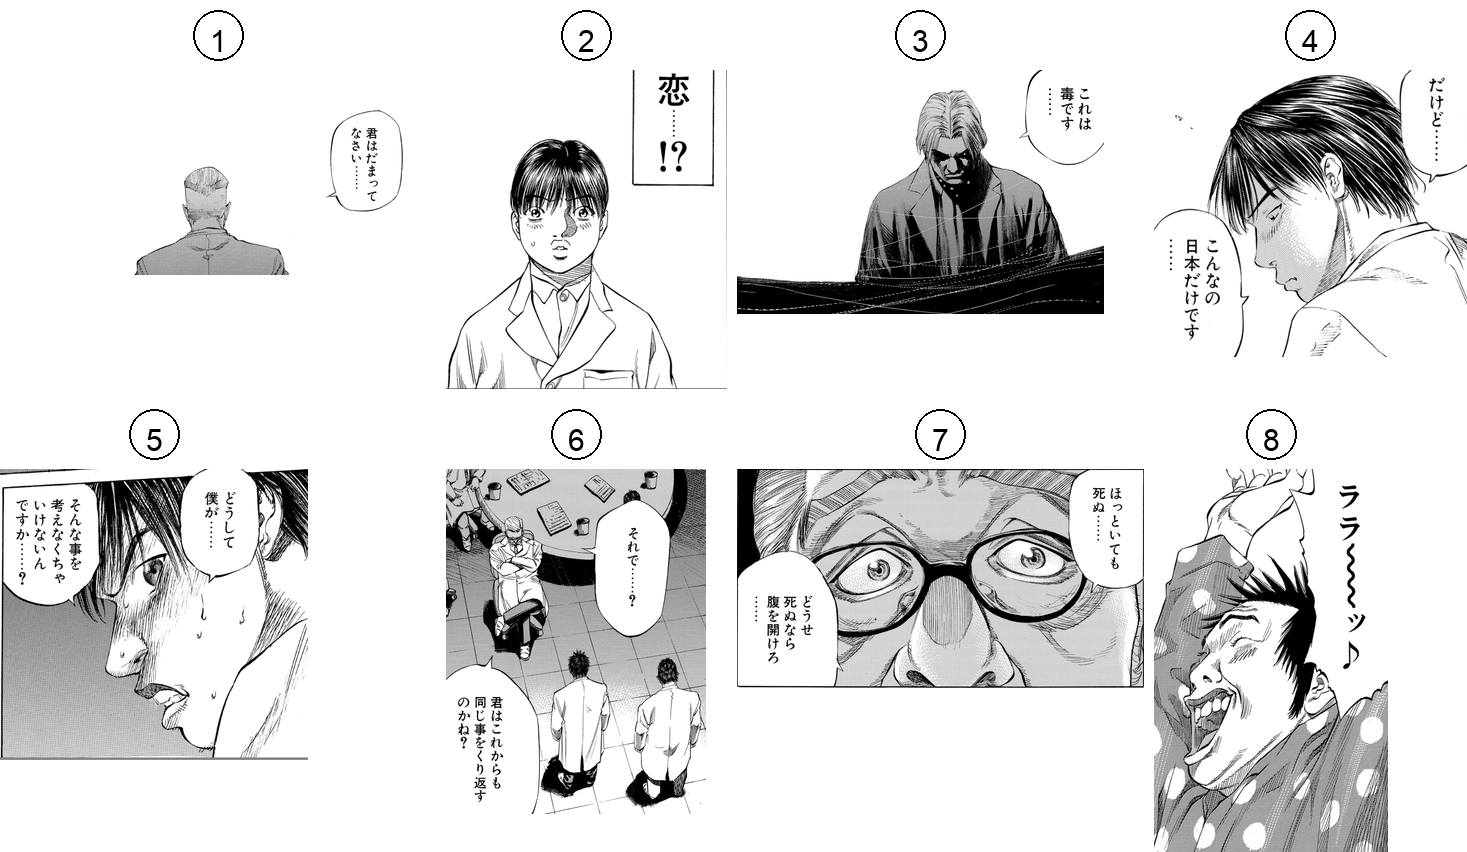 1
君はだまって
なさい……
2
恋……!?
3
これは
毒です
……
4
だけど……
こんなの
日本だけです
……
5
どうして
僕が……
そんな事を
考えなくちゃ
いけないん
ですか……?
6
それで……?
君はこれからも
同じ事をくり返す
のかね?
7
ほっといても
死ぬ……
どうせ
死ぬなら
腹を開けろ
……
8
ララ〜〜〜ッ♪